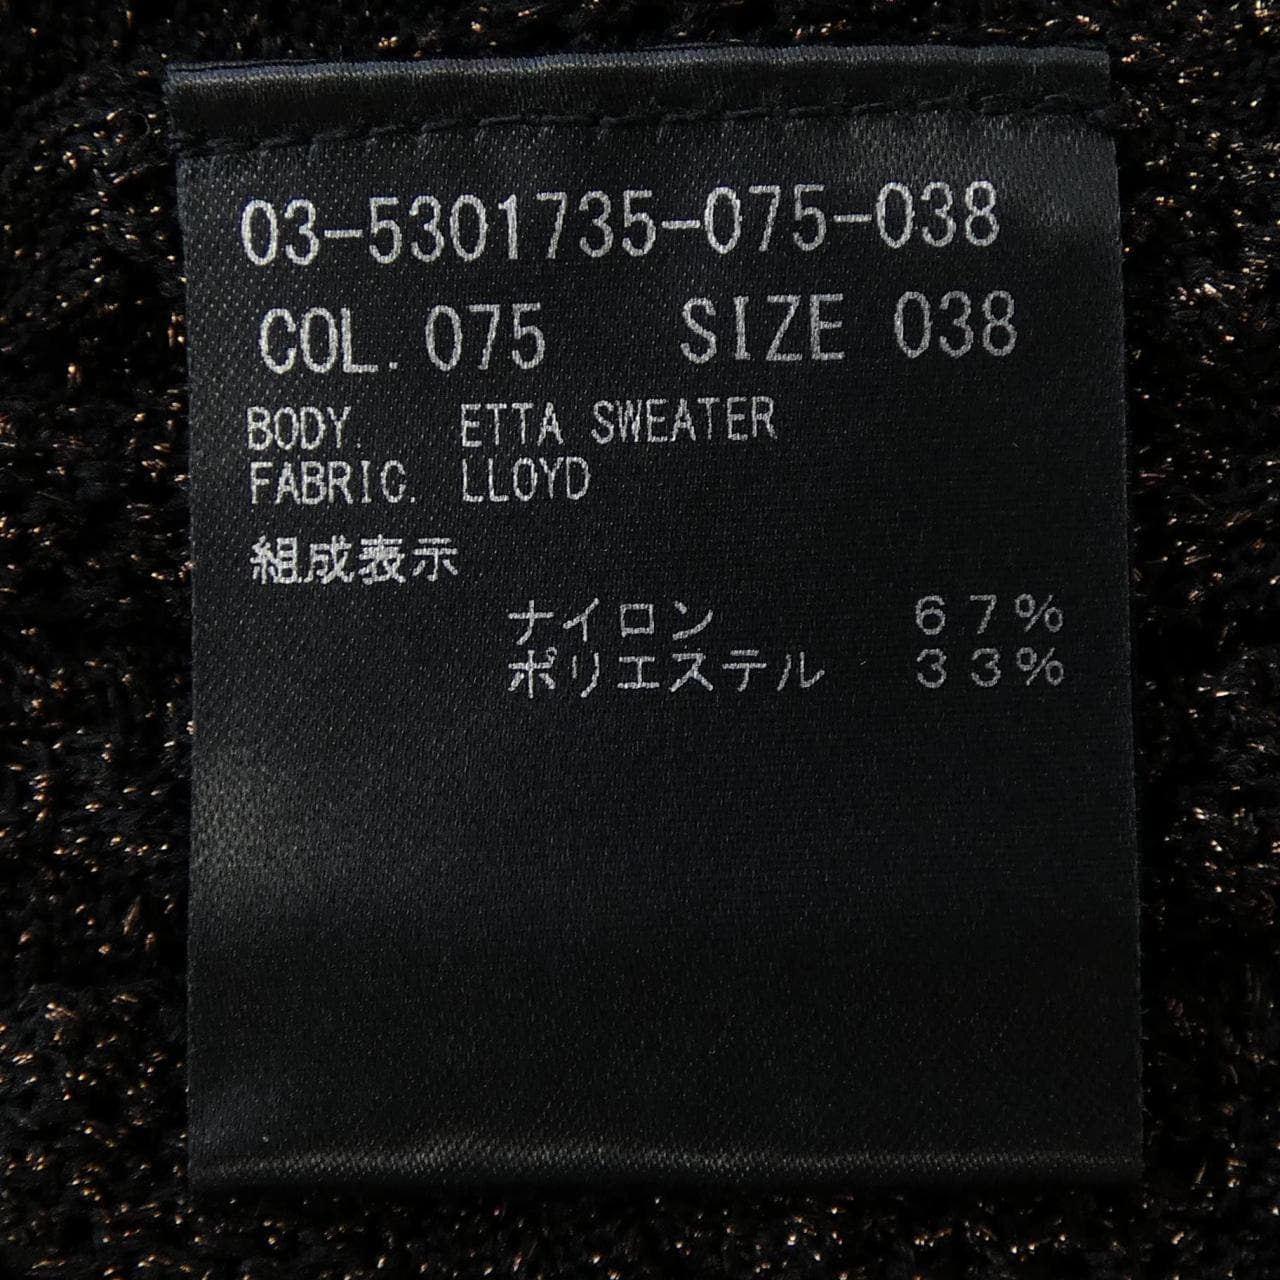 03-5301735-075-038
COL. 075 SIZE 038
BODY. ETTA SWEATER
FABRIC. LLOYD
組成表示
ナイロン ６７％
ポリエステル ３３％